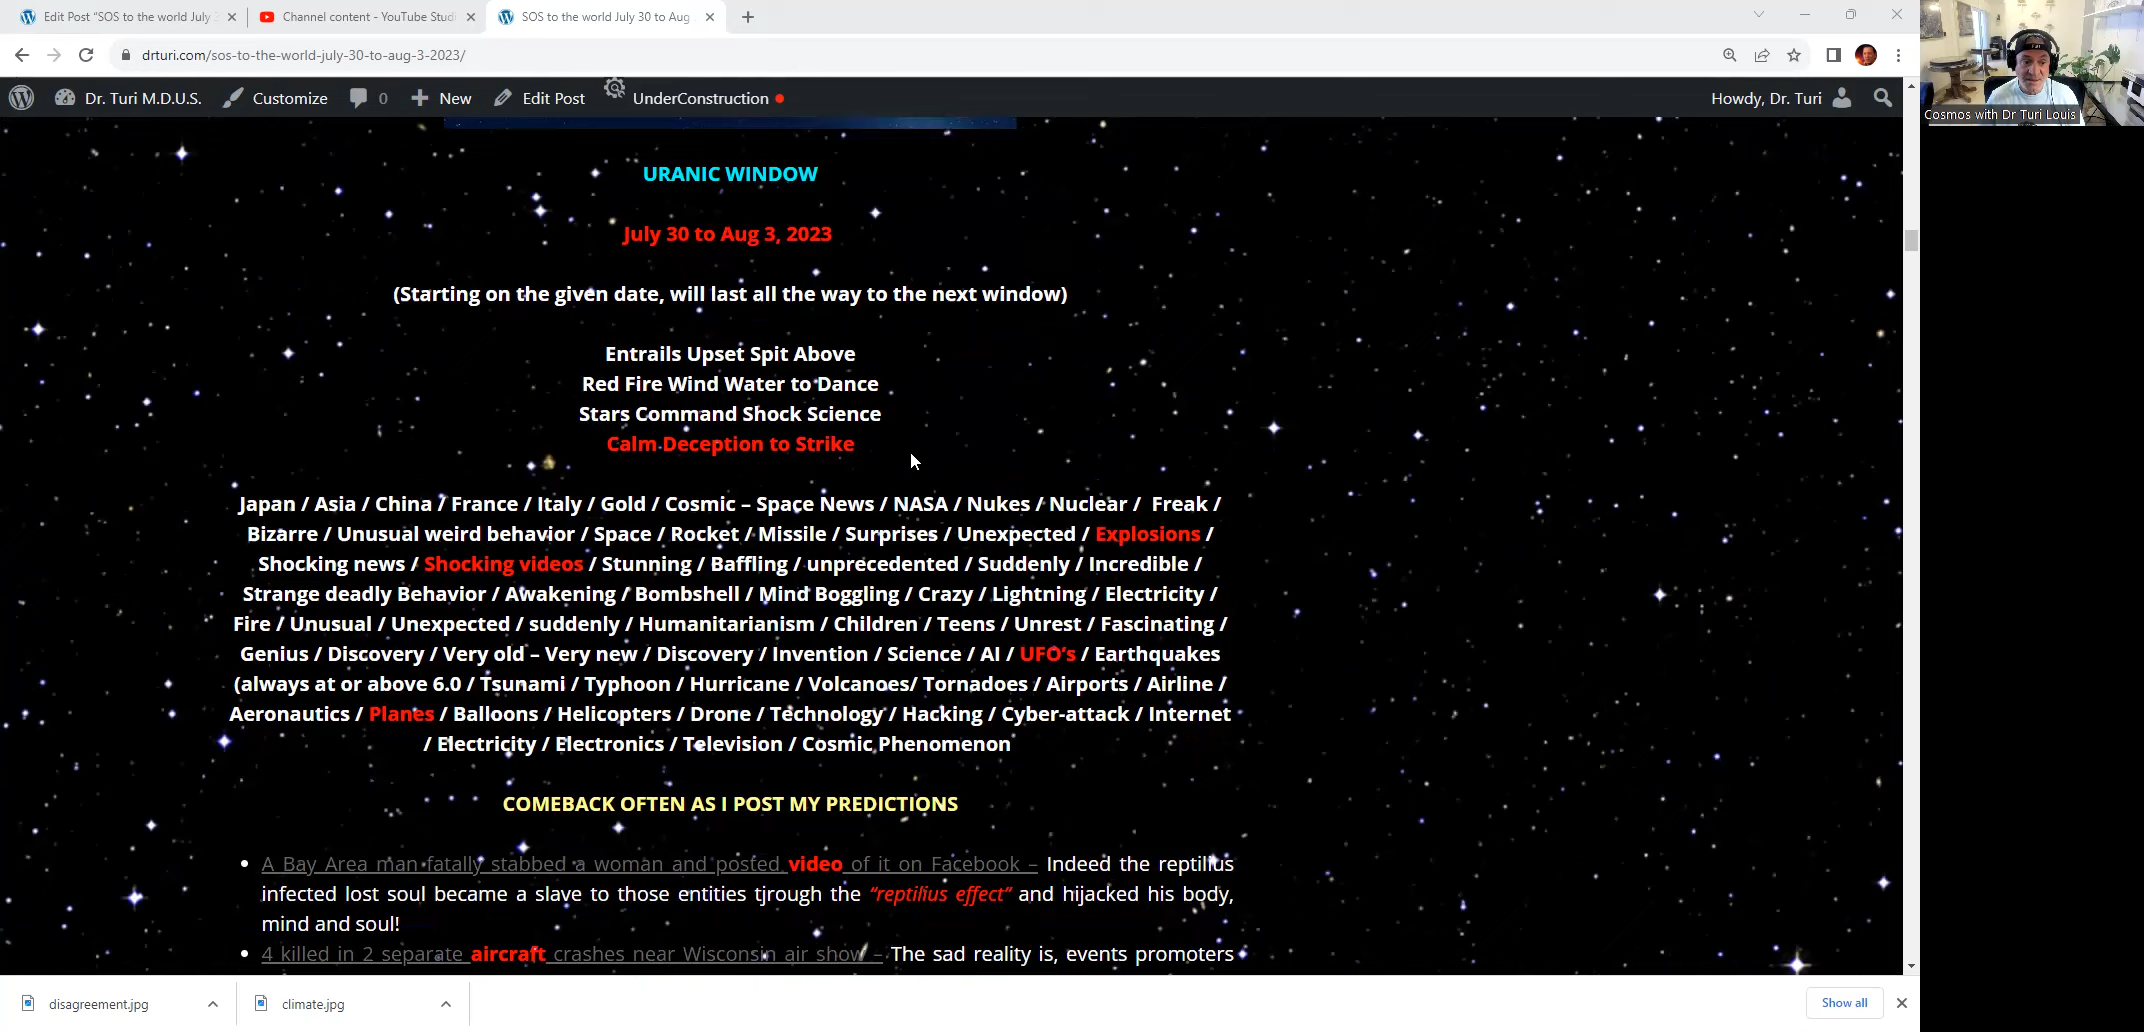 Edit Post "SOS to the world July
Channel content - YouTube Studi
SOS to the world July 30 to Aug
drturi.com/sos-to-the-world-july-30-to-aug-3-2023/
Dr. Turi M.D.U.S.
Customize
0
New
Edit Post
UnderConstruction
Howdy, Dr. Turi
Cosmos with Dr Turi Louis
URANIC WINDOW
July 30 to Aug 3, 2023
(Starting on the given date, will last all the way to the next window)
Entrails Upset Spit Above
Red Fire Wind Water to Dance
Stars Command Shock Science
Calm Deception to Strike
Japan / Asia / China / France / Italy / Gold / Cosmic – Space News / NASA / Nukes / Nuclear / Freak /
Bizarre / Unusual weird behavior / Space / Rocket / Missile / Surprises / Unexpected / Explosions /
Shocking news / Shocking videos / Stunning / Baffling / unprecedented / Suddenly / Incredible /
Strange deadly Behavior / Awakening / Bombshell / Mind Boggling / Crazy / Lightning / Electricity /
Fire / Unusual / Unexpected / suddenly / Humanitarianism / Children / Teens / Unrest / Fascinating /
Genius / Discovery / Very old – Very new / Discovery / Invention / Science / AI / UFO's / Earthquakes
(always at or above 6.0 / Tsunami / Typhoon / Hurricane / Volcanoes/ Tornadoes / Airports / Airline /
Aeronautics / Planes / Balloons / Helicopters / Drone / Technology / Hacking / Cyber-attack / Internet
/ Electricity / Electronics / Television / Cosmic Phenomenon
COMEBACK OFTEN AS I POST MY PREDICTIONS
• A Bay Area man fatally stabbed a woman and posted video of it on Facebook – Indeed the reptilius
infected lost soul became a slave to those entities tjrough the "reptilius effect" and hijacked his body,
mind and soul!
• 4 killed in 2 separate aircraft crashes near Wisconsin air show – The sad reality is, events promoters
disagreement.jpg
climate.jpg
Show all